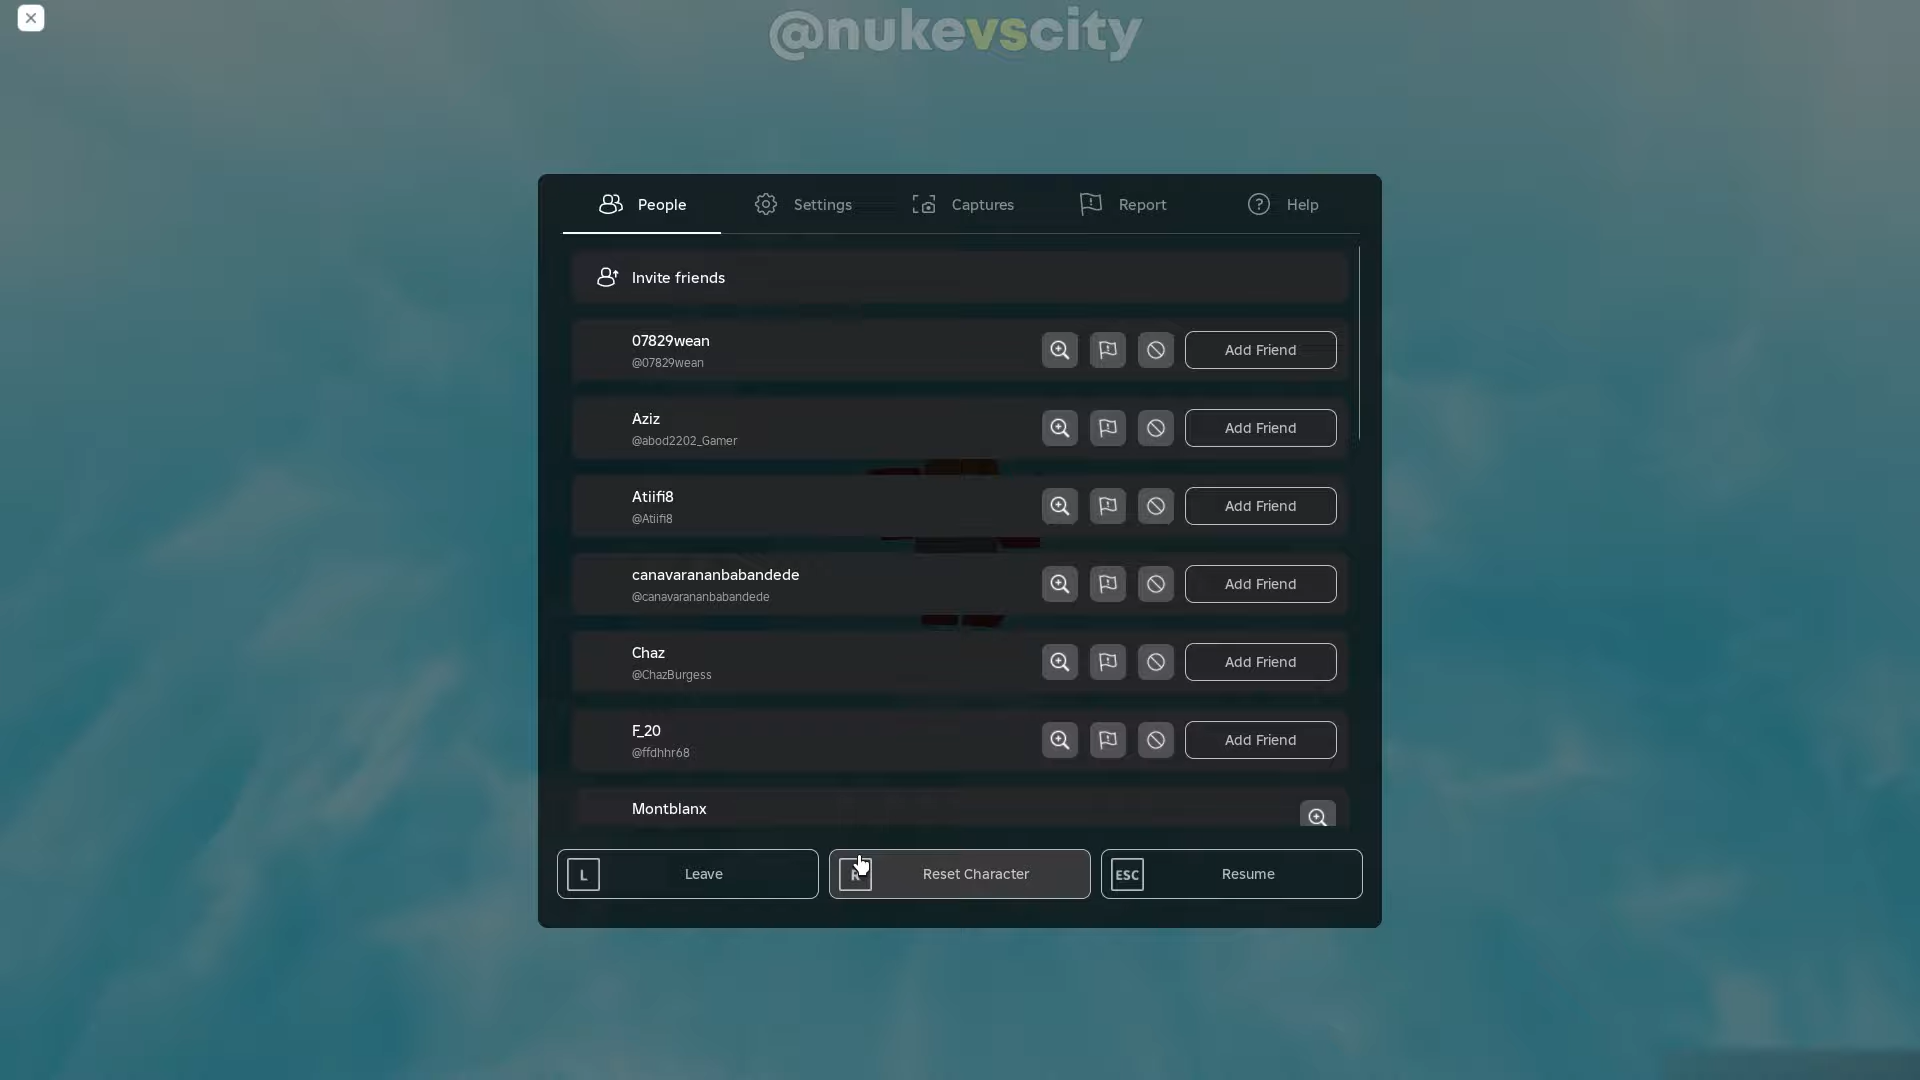 @nukevscity
People
Settings
Captures
Report
Help
Invite friends
07829wean
@07829wean
Add Friend
Aziz
@abod2202_Gamer
Add Friend
Atiifi8
@Atiifi8
Add Friend
canavarananbabandede
@canavarananbabandede
Add Friend
Chaz
@ChazBurgess
Add Friend
F_20
@ffdhhr68
Add Friend
Montblanx
L
Leave
R
Reset Character
ESC
Resume